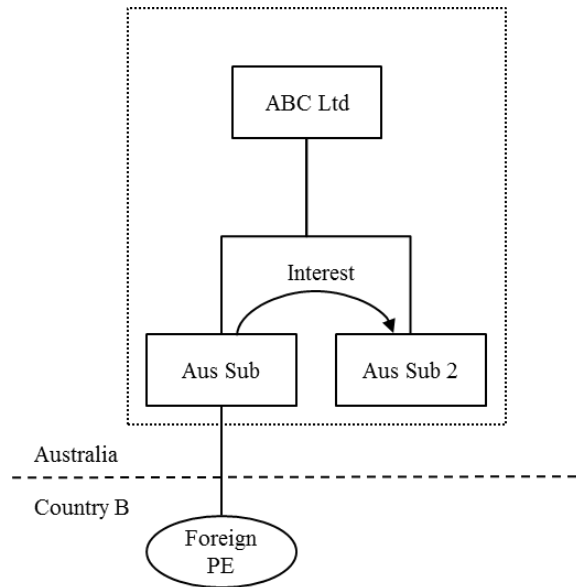 ABC Ltd
Interest
Aus Sub
Aus Sub 2
Australia
Country B
Foreign
PE